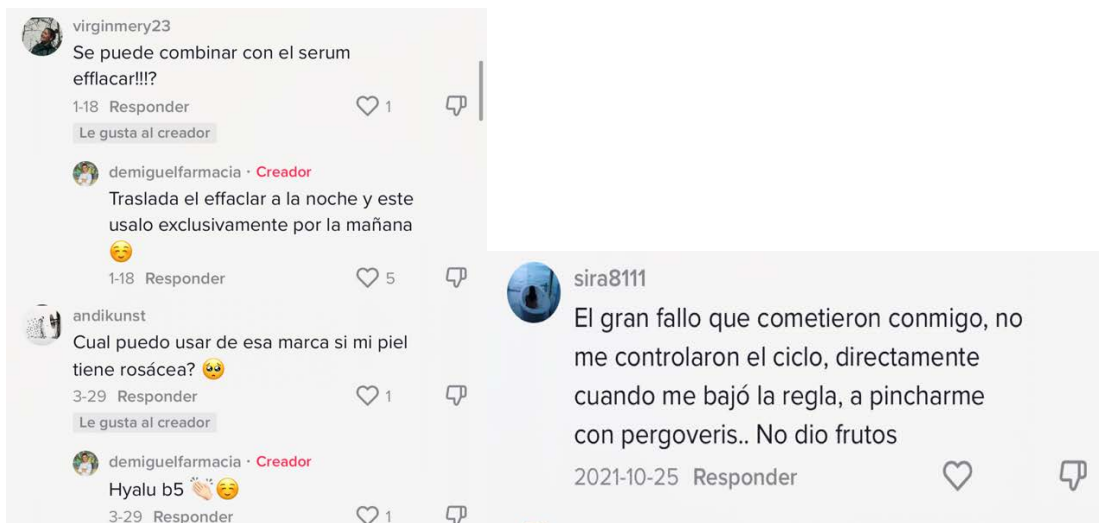 virginmery23
Se puede combinar con el serum
efflacar!!!?
1-18 Responder
1
Le gusta al creador
demiguelfarmacia · Creador
Traslada el effaclar a la noche y este
usalo exclusivamente por la mañana
☺️
1-18 Responder
5
andikunst
Cual puedo usar de esa marca si mi piel
tiene rosácea? 🥺
3-29 Responder
1
Le gusta al creador
demiguelfarmacia · Creador
Hyalu b5 👏🏻☺️
3-29 Responder
1
sira8111
El gran fallo que cometieron conmigo, no
me controlaron el ciclo, directamente
cuando me bajó la regla, a pincharme
con pergoveris.. No dio frutos
2021-10-25 Responder